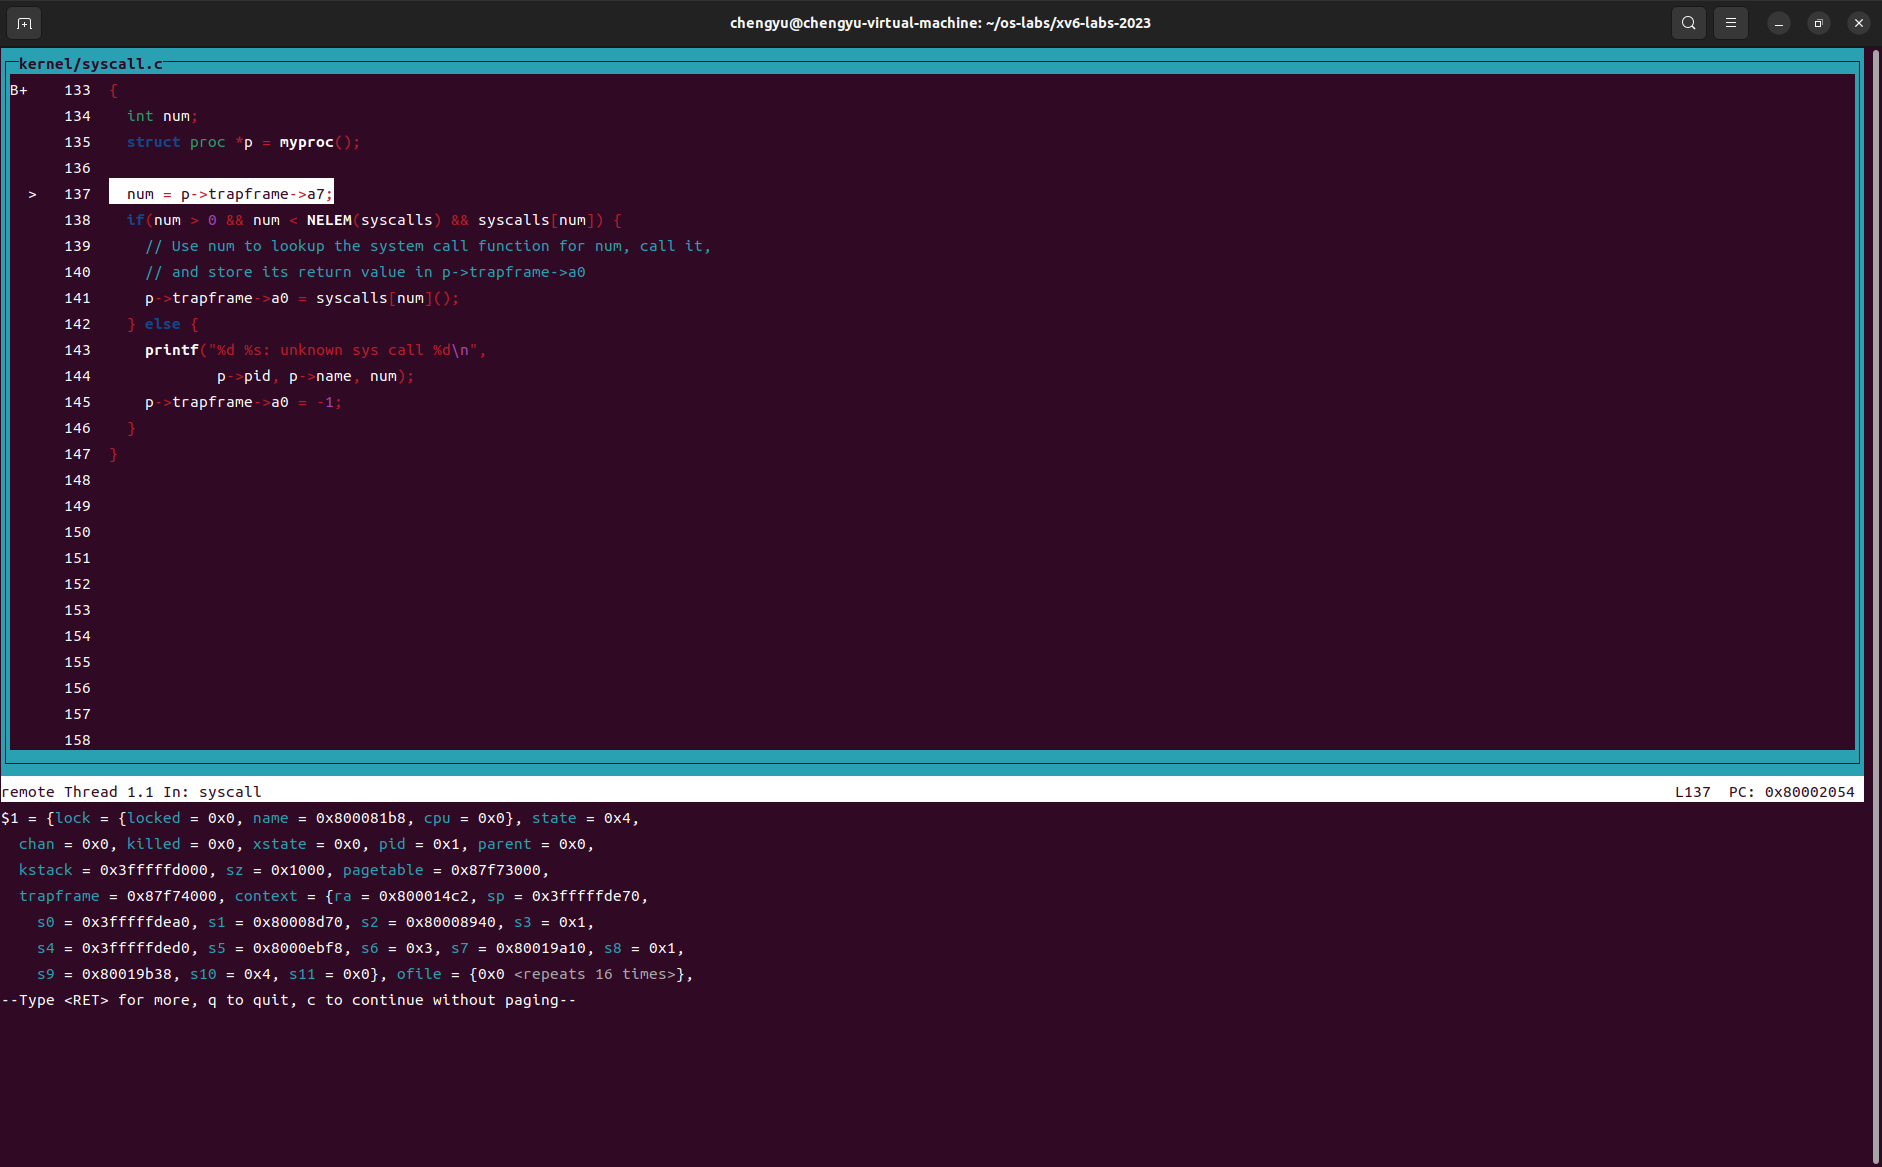 chengyu@chengyu-virtual-machine: ~/os-labs/xv6-labs-2023
kernel/syscall.c
B+    133  {
      134    int num;
      135    struct proc *p = myproc();
      136
  >   137    num = p->trapframe->a7;
      138    if(num > 0 && num < NELEM(syscalls) && syscalls[num]) {
      139      // Use num to lookup the system call function for num, call it,
      140      // and store its return value in p->trapframe->a0
      141      p->trapframe->a0 = syscalls[num]();
      142    } else {
      143      printf("%d %s: unknown sys call %d\n",
      144              p->pid, p->name, num);
      145      p->trapframe->a0 = -1;
      146    }
      147  }
      148
      149
      150
      151
      152
      153
      154
      155
      156
      157
      158
remote Thread 1.1 In: syscall    L137  PC: 0x80002054
$1 = {lock = {locked = 0x0, name = 0x800081b8, cpu = 0x0}, state = 0x4,
  chan = 0x0, killed = 0x0, xstate = 0x0, pid = 0x1, parent = 0x0,
  kstack = 0x3fffffd000, sz = 0x1000, pagetable = 0x87f73000,
  trapframe = 0x87f74000, context = {ra = 0x800014c2, sp = 0x3fffffde70,
    s0 = 0x3fffffdea0, s1 = 0x80008d70, s2 = 0x80008940, s3 = 0x1,
    s4 = 0x3fffffded0, s5 = 0x8000ebf8, s6 = 0x3, s7 = 0x80019a10, s8 = 0x1,
    s9 = 0x80019b38, s10 = 0x4, s11 = 0x0}, ofile = {0x0 <repeats 16 times>},
--Type <RET> for more, q to quit, c to continue without paging--